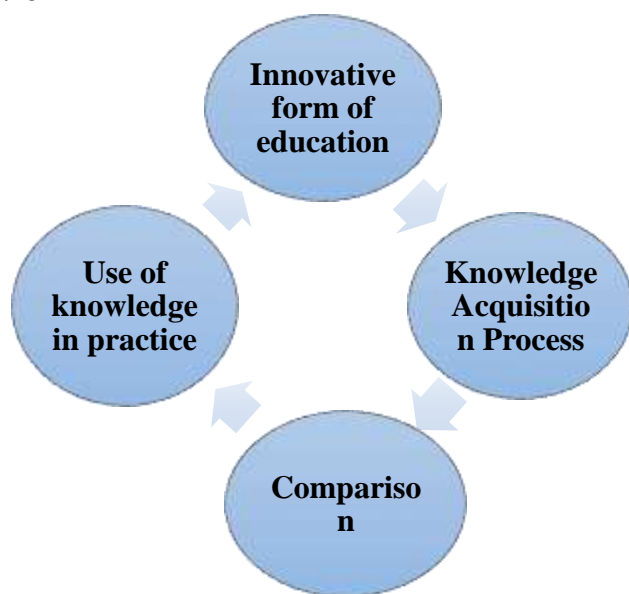 Innovative
form of
education
Use of
knowledge
in practice
Knowledge
Acquisitio
n Process
Compariso
n